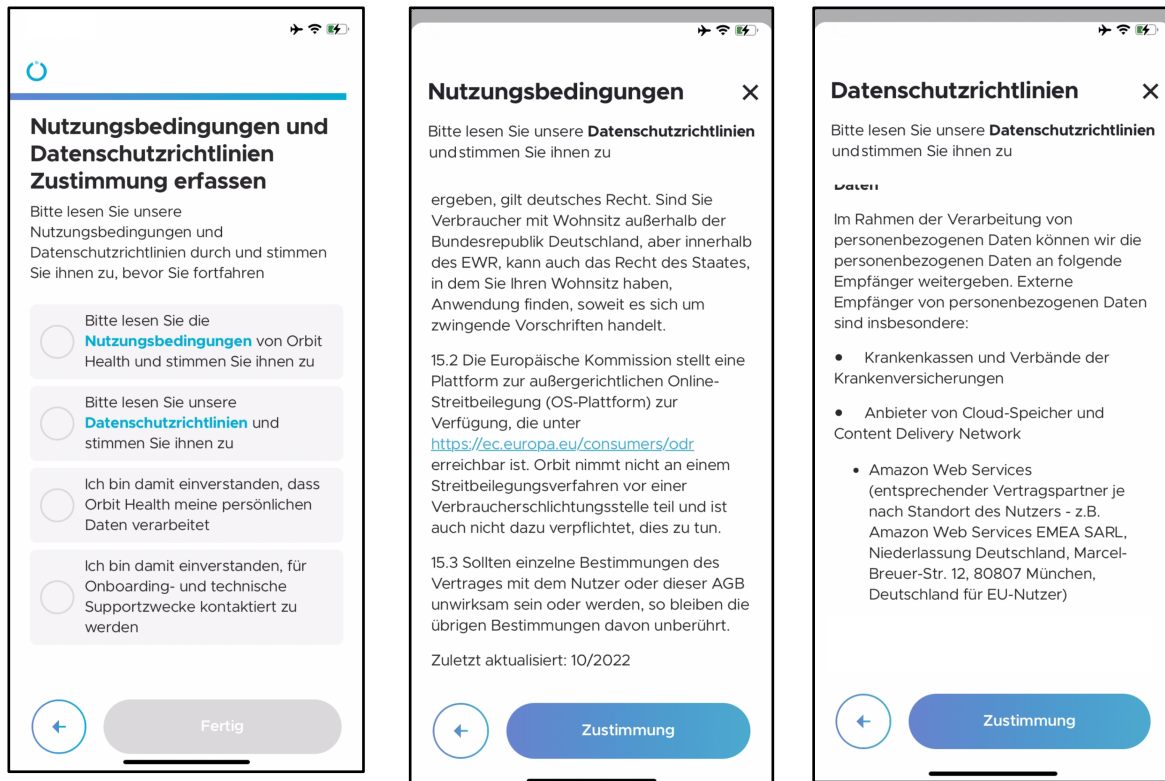 Nutzungsbedingungen und
Datenschutzrichtlinien
Zustimmung erfassen
Bitte lesen Sie unsere
Nutzungsbedingungen und
Datenschutzrichtlinien durch und stimmen
Sie ihnen zu, bevor Sie fortfahren
Bitte lesen Sie die
Nutzungsbedingungen von Orbit
Health und stimmen Sie ihnen zu
Bitte lesen Sie unsere
Datenschutzrichtlinien und
stimmen Sie ihnen zu
Ich bin damit einverstanden, dass
Orbit Health meine persönlichen
Daten verarbeitet
Ich bin damit einverstanden, für
Onboarding- und technische
Supportzwecke kontaktiert zu
werden
Fertig
Nutzungsbedingungen
Bitte lesen Sie unsere Datenschutzrichtlinien
und stimmen Sie ihnen zu
ergeben, gilt deutsches Recht. Sind Sie
Verbraucher mit Wohnsitz außerhalb der
Bundesrepublik Deutschland, aber innerhalb
des EWR, kann auch das Recht des Staates,
in dem Sie Ihren Wohnsitz haben,
Anwendung finden, soweit es sich um
zwingende Vorschriften handelt.
15.2 Die Europäische Kommission stellt eine
Plattform zur außergerichtlichen Online-
Streitbeilegung (OS-Plattform) zur
Verfügung, die unter
https://ec.europa.eu/consumers/odr
erreichbar ist. Orbit nimmt nicht an einem
Streitbeilegungsverfahren vor einer
Verbraucherschlichtungsstelle teil und ist
auch nicht dazu verpflichtet, dies zu tun.
15.3 Sollten einzelne Bestimmungen des
Vertrages mit dem Nutzer oder dieser AGB
unwirksam sein oder werden, so bleiben die
übrigen Bestimmungen davon unberührt.
Zuletzt aktualisiert: 10/2022
Zustimmung
Datenschutzrichtlinien
Bitte lesen Sie unsere Datenschutzrichtlinien
und stimmen Sie ihnen zu
Daten
Im Rahmen der Verarbeitung von
personenbezogenen Daten können wir die
personenbezogenen Daten an folgende
Empfänger weitergeben. Externe
Empfänger von personenbezogenen Daten
sind insbesondere:
● Krankenkassen und Verbände der
Krankenversicherungen
● Anbieter von Cloud-Speicher und
Content Delivery Network
• Amazon Web Services
(entsprechender Vertragspartner je
nach Standort des Nutzers - z.B.
Amazon Web Services EMEA SARL,
Niederlassung Deutschland, Marcel-
Breuer-Str. 12, 80807 München,
Deutschland für EU-Nutzer)
Zustimmung